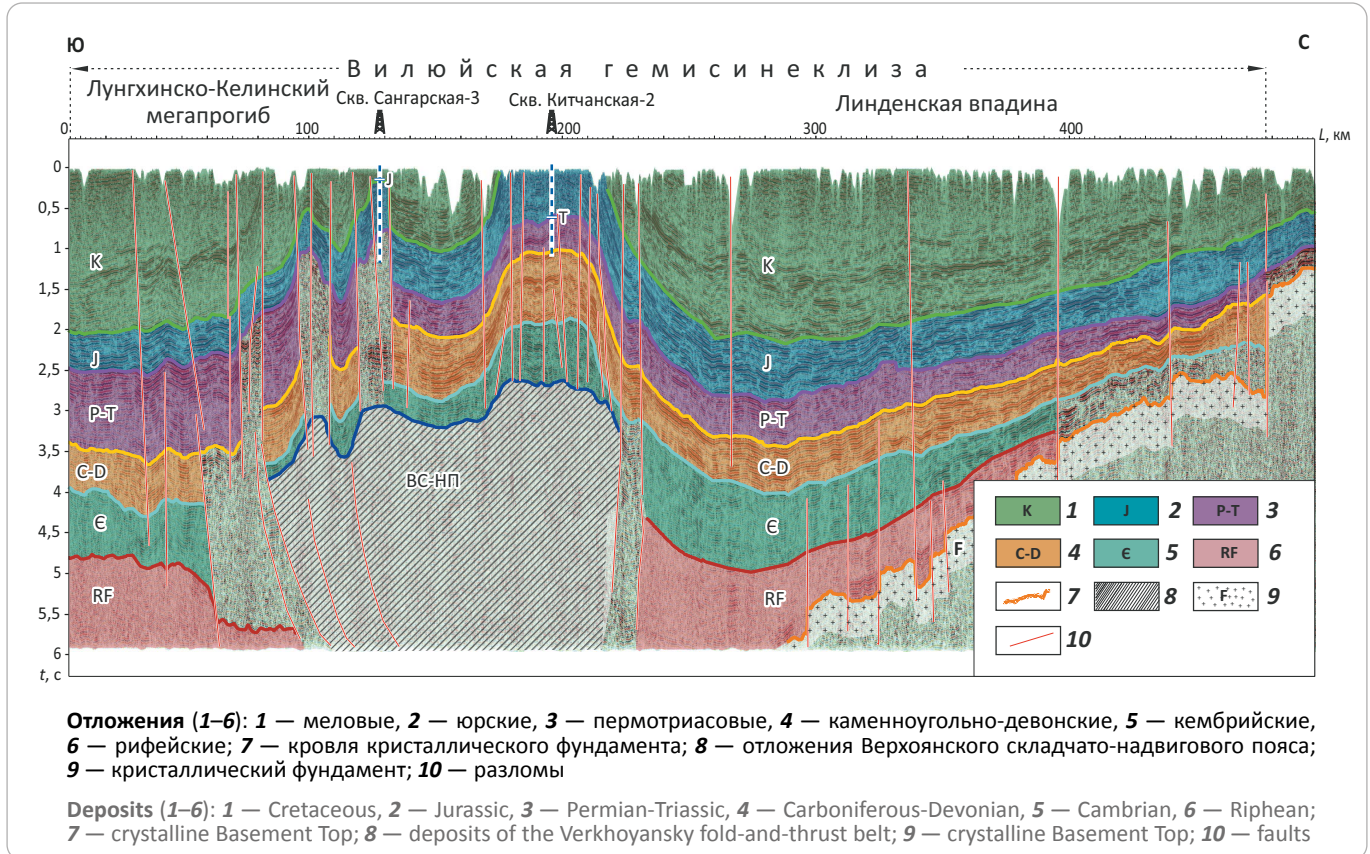 Ю
С
Вилюйская гемисинеклиза
Лунгхинско-Келинский
мегапрогиб
Скв. Сангарская-3
Скв. Китчанская-2
Линденская впадина
0 100 200 300 400 L, км
0
0,5
1
1,5
2
2,5
3
3,5
4
4,5
5
5,5
6
t, с
J
T
K
K
J
J
P-T
P-T
C-D
C-D
ВС-НП
Є
Є
RF
RF
F
K 1 J 2 P-T 3
C-D 4 Є 5 RF 6
7 8 F 9
10
Отложения (1–6): 1 — меловые, 2 — юрские, 3 — пермотриасовые, 4 — каменноугольно-девонские, 5 — кембрийские,
6 — рифейские; 7 — кровля кристаллического фундамента; 8 — отложения Верхоянского складчато-надвигового пояса;
9 — кристаллический фундамент; 10 — разломы
Deposits (1–6): 1 — Cretaceous, 2 — Jurassic, 3 — Permian-Triassic, 4 — Carboniferous-Devonian, 5 — Cambrian, 6 — Riphean;
7 — crystalline Basement Top; 8 — deposits of the Verkhoyansky fold-and-thrust belt; 9 — crystalline Basement Top; 10 — faults